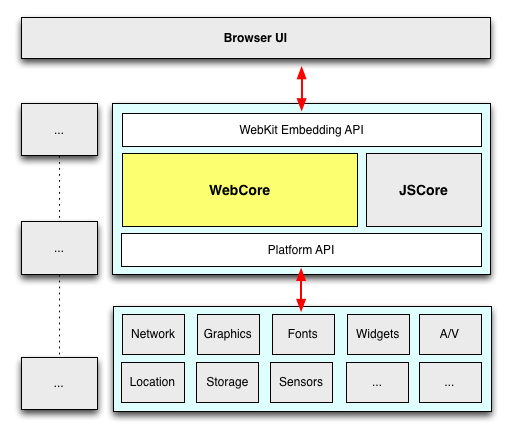 Browser UI
...
WebKit Embedding API
WebCore
JSCore
...
Platform API
Network
Graphics
Fonts
Widgets
A/V
...
Location
Storage
Sensors
...
...